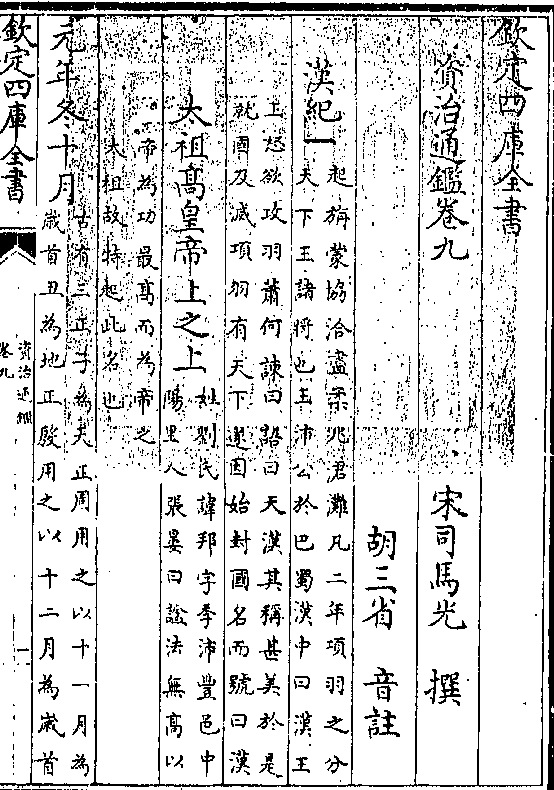 欽定四庫全書
資治通鑑卷九
宋司馬光 撰
胡三省 音註
漢紀一
起旃蒙協洽盡柔兆涒灘凡二年項羽之分
天下王諸將也王沛公於巴蜀漢中曰漢王
上怒欲攻羽蕭何諫曰語曰天漢其稱甚美於是
就國及滅項羽有天下遂因始封國名而號曰漢
太祖高皇帝上之上
姓劉氏諱邦字季沛豐邑中
陽里人張晏曰諡法無高以
帝為功最高而為帝之
太祖故特起此名也
元年冬十月
古有三正子為天正周用之以十一月為
歲首丑為地正殷用之以十二月為歲首
欽定四庫全書
資治通鑑
卷九
一